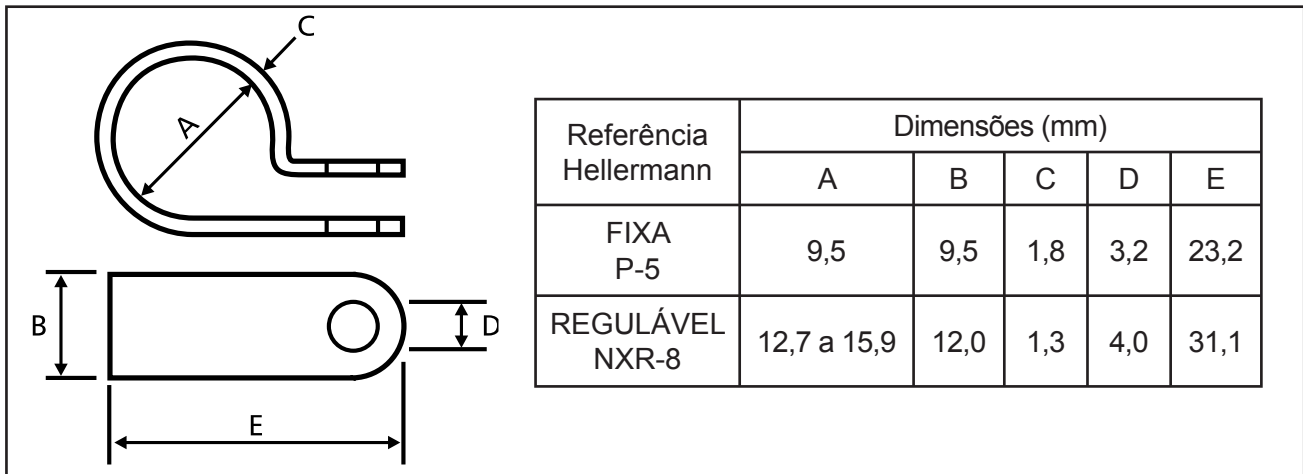 C
A
B
D
E
Referência Hellermann Dimensões (mm)
A B C D E
FIXA
P-5 9,5 9,5 1,8 3,2 23,2
REGULÁVEL
NXR-8 12,7 a 15,9 12,0 1,3 4,0 31,1